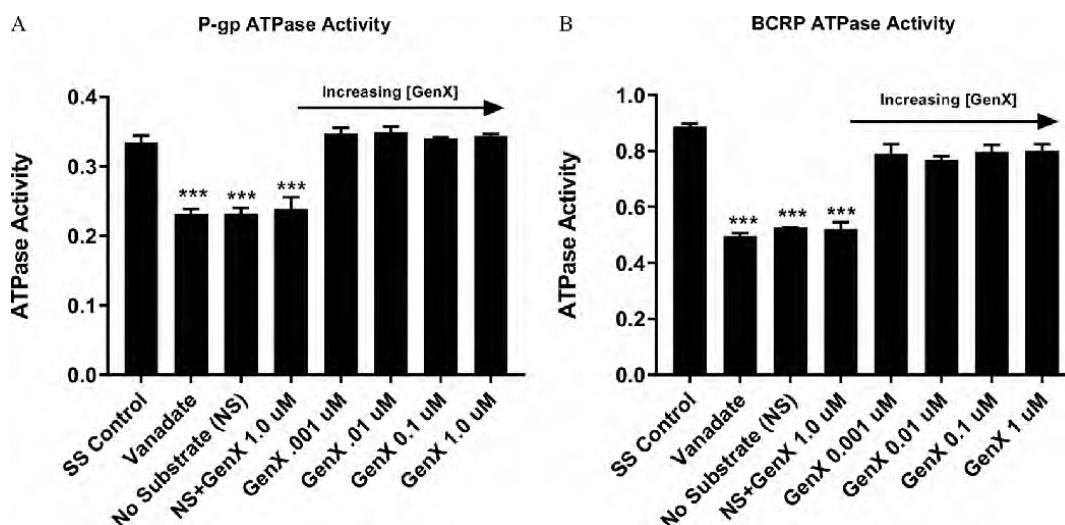 A
P-gp ATPase Activity
Increasing [GenX]
ATPase Activity
0.4
0.3
0.2
0.1
0.0
***
***
***
SS Control
Vanadate
No Substrate (NS)
NS+GenX 1.0 uM
GenX .001 uM
GenX .01 uM
GenX 0.1 uM
GenX 1.0 uM
B
BCRP ATPase Activity
Increasing [GenX]
ATPase Activity
1.0
0.8
0.6
0.4
0.2
0.0
***
***
***
SS Control
Vanadate
No Substrate (NS)
NS+GenX 1.0 uM
GenX 0.001 uM
GenX 0.01 uM
GenX 0.1 uM
GenX 1 uM